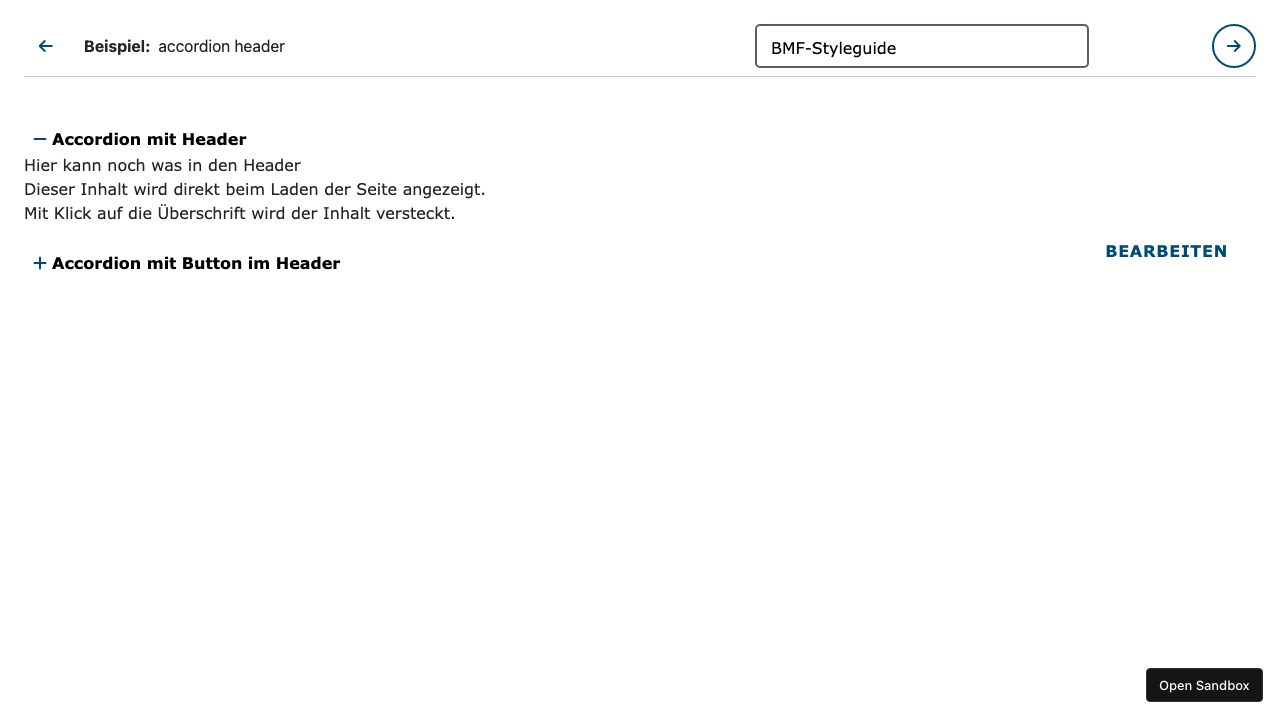 Beispiel: accordion header
BMF-Styleguide
Accordion mit Header
Hier kann noch was in den Header
Dieser Inhalt wird direkt beim Laden der Seite angezeigt.
Mit Klick auf die Überschrift wird der Inhalt versteckt.
Accordion mit Button im Header
BEARBEITEN
Open Sandbox